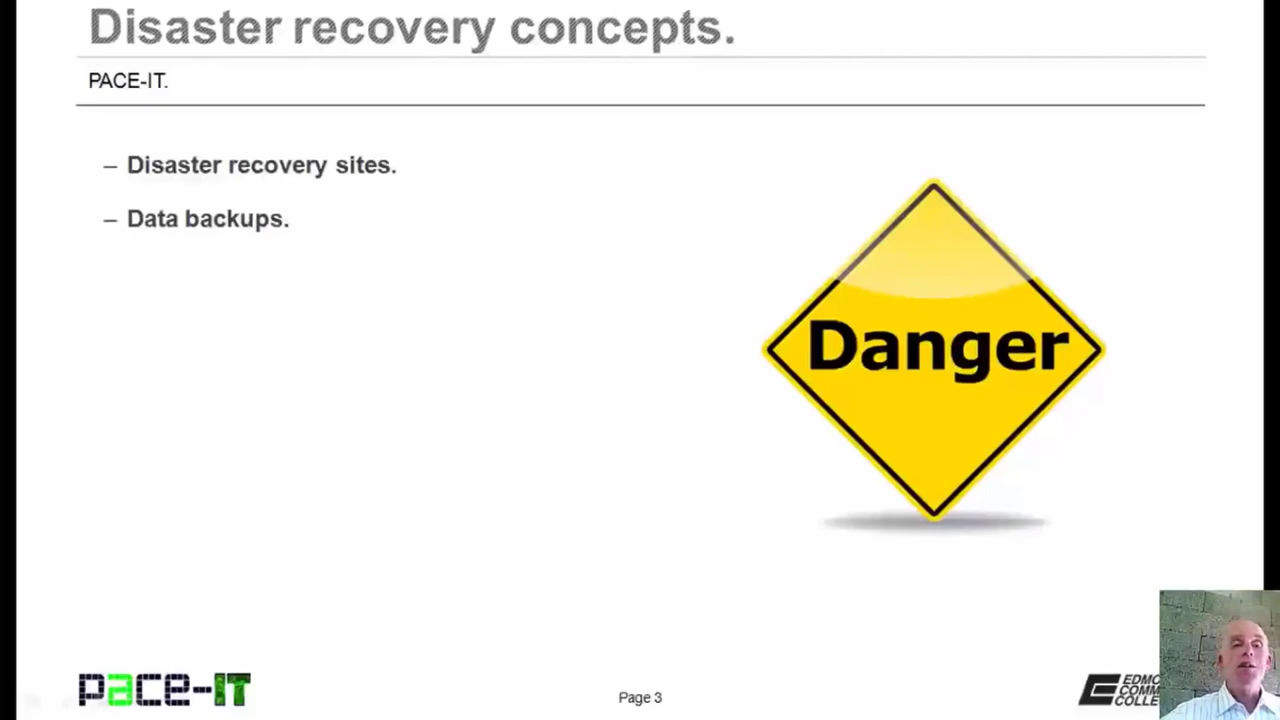 Disaster recovery concepts.
PACE-IT.
– Disaster recovery sites.
– Data backups.
Danger
pace-IT
Page 3